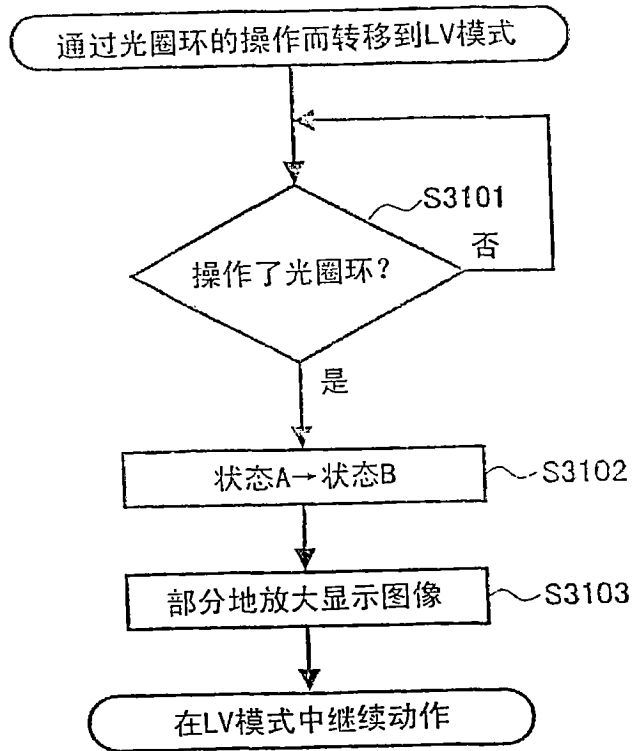 通过光圈环的操作而转移到LV模式
S3101
否
操作了光圈环?
是
状态A→状态B
S3102
部分地放大显示图像
S3103
在LV模式中继续动作